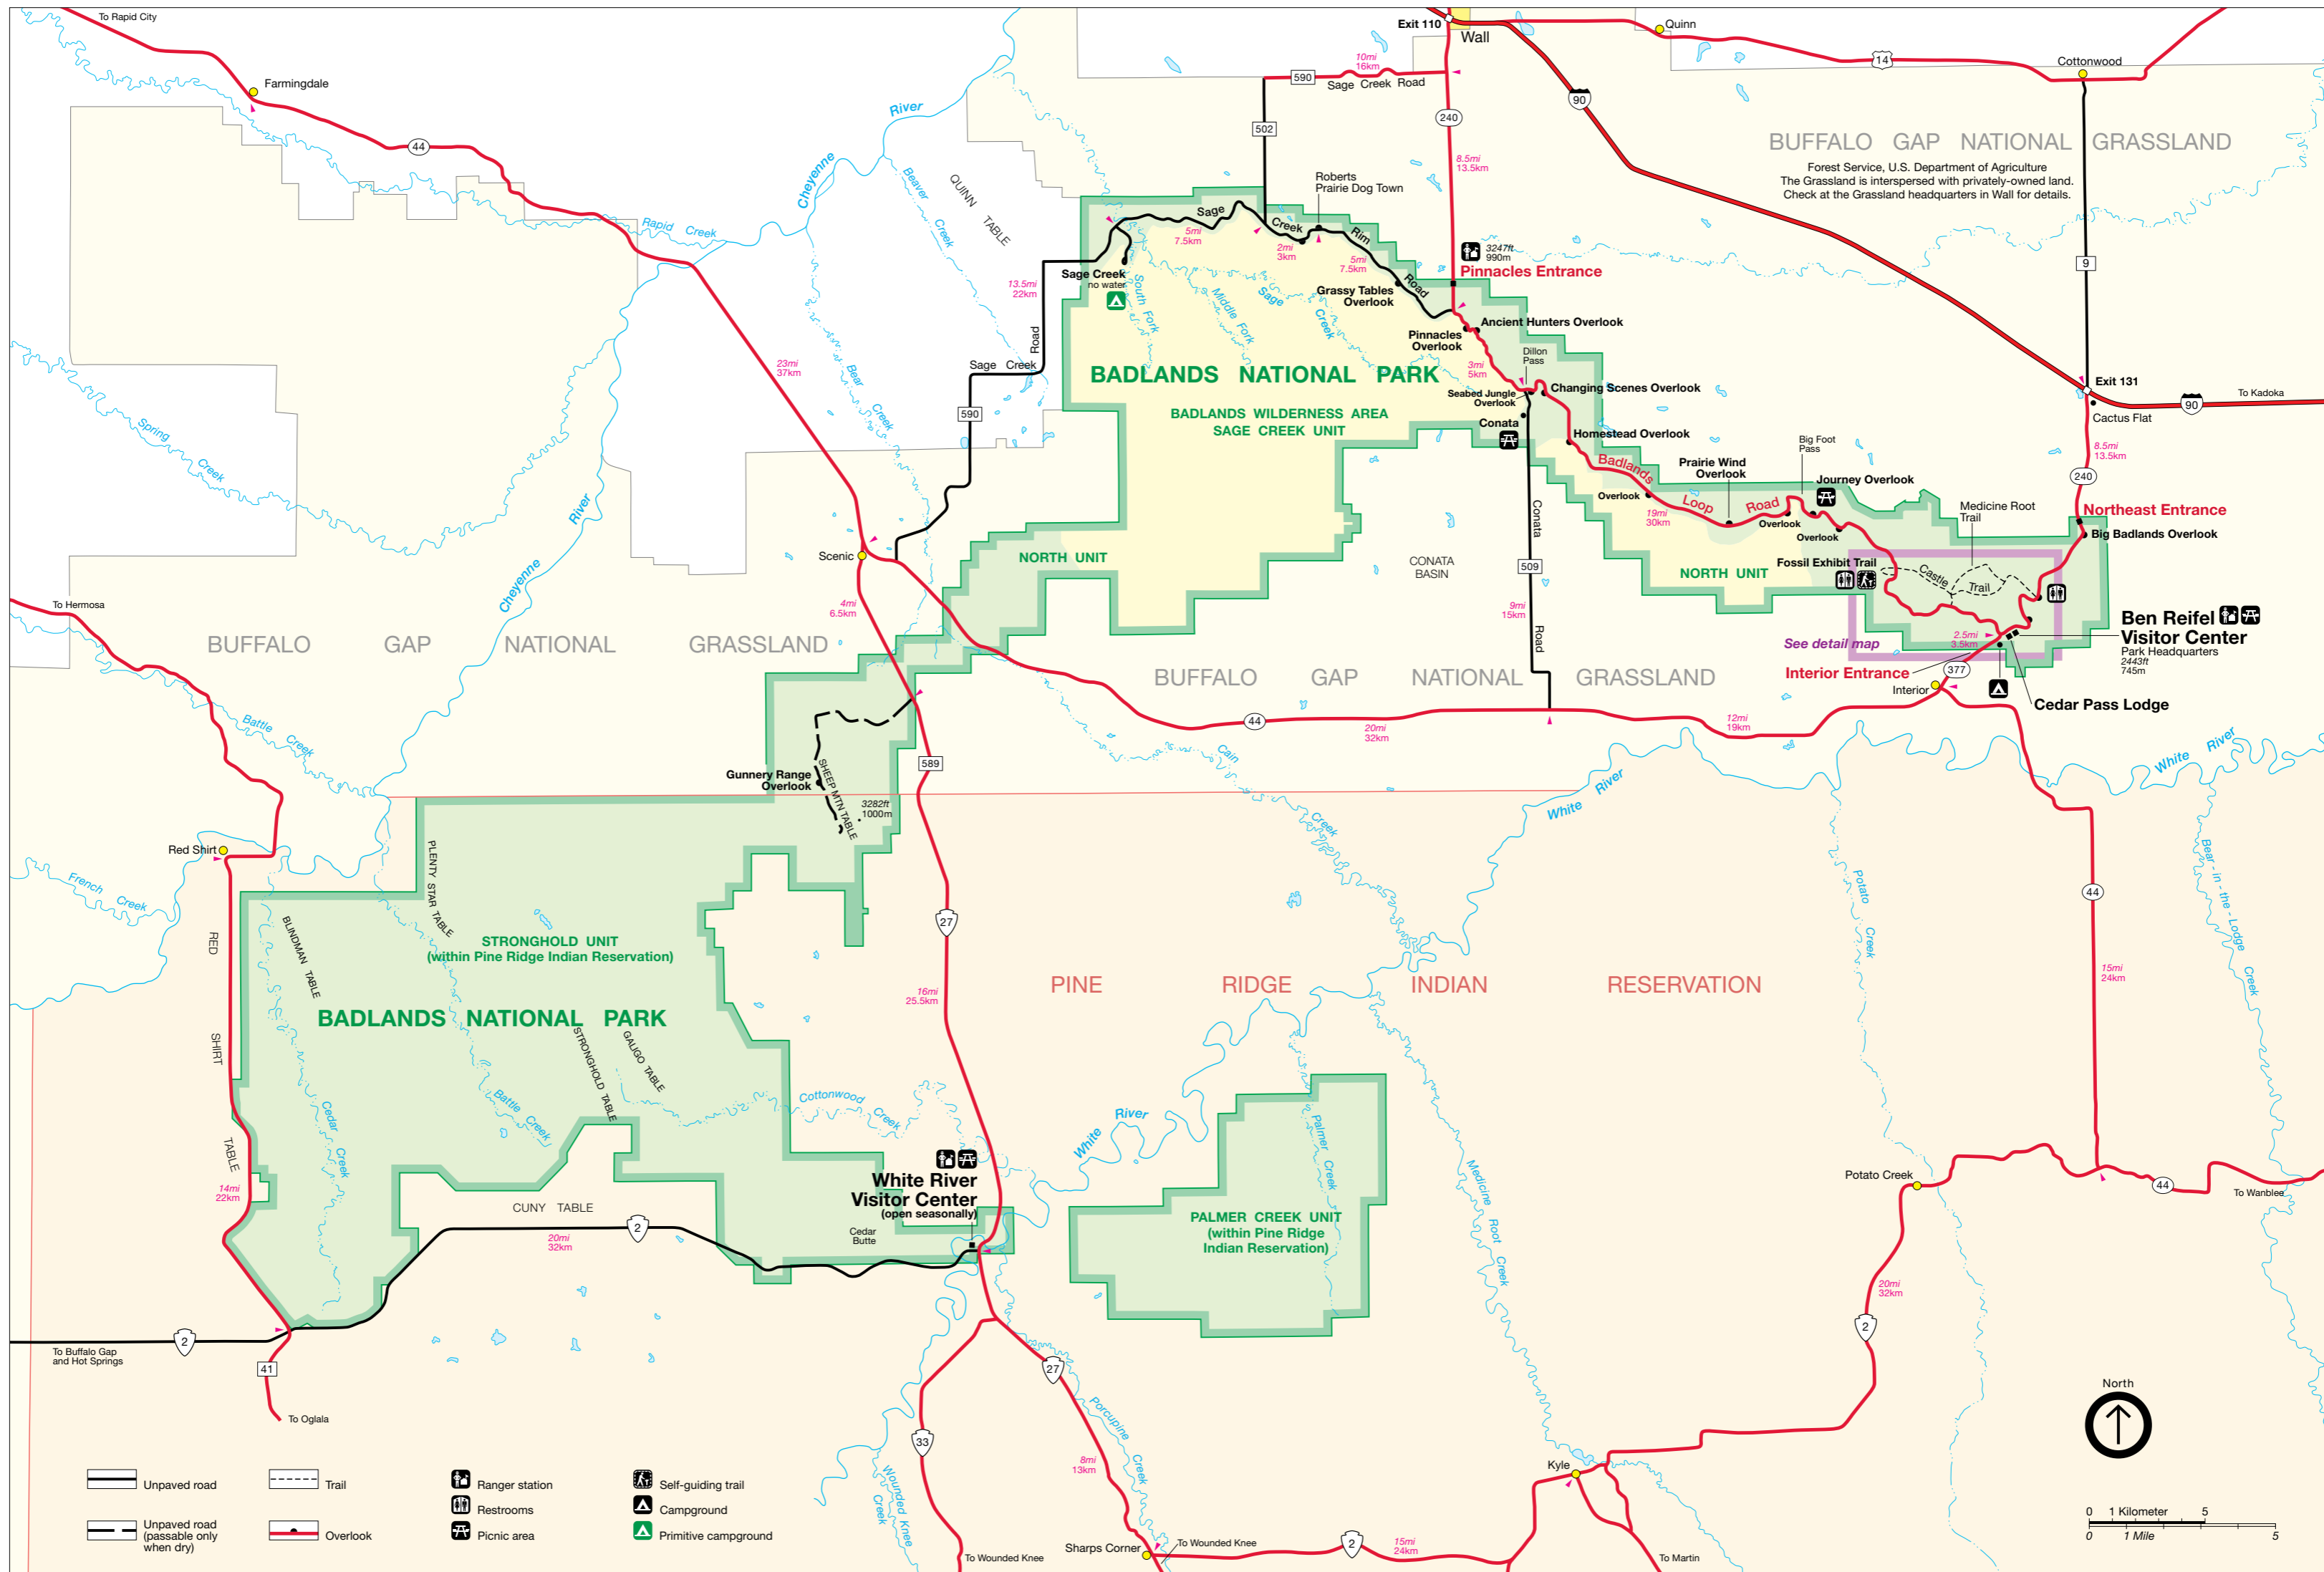 To Rapid City
Farmingdale
44
Exit 110
Wall
Quinn
14
Cottonwood
10mi
16km
590
Sage Creek Road
502
240
90
BUFFALO GAP NATIONAL GRASSLAND
Forest Service, U.S. Department of Agriculture
The Grassland is interspersed with privately-owned land.
Check at the Grassland headquarters in Wall for details.
8.5mi
13.5km
9
River
Cheyenne
Beaver Creek
QUINN TABLE
Rapid Creek
Roberts
Prairie Dog Town
Sage Creek Rim Road
5mi
7.5km
2mi
3km
5mi
7.5km
3247ft
990m
Pinnacles Entrance
Sage Creek
no water
13.5mi
22km
Sage Creek Road
590
South Fork
Middle Fork
Sage Creek
Grassy Tables
Overlook
Ancient Hunters Overlook
Pinnacles
Overlook
Dillon
Pass
3mi
5km
Changing Scenes Overlook
Seabed Jungle
Overlook
Conata
Homestead Overlook
BADLANDS NATIONAL PARK
BADLANDS WILDERNESS AREA
SAGE CREEK UNIT
Exit 131
Cactus Flat
90
To Kadoka
8.5mi
13.5km
240
23mi
37km
Bear Creek
Spring Creek
Cheyenne River
Badlands Loop Road
Overlook
19mi
30km
Prairie Wind
Overlook
Big Foot
Pass
Journey Overlook
Overlook
Overlook
Medicine Root
Trail
Northeast Entrance
Big Badlands Overlook
Scenic
NORTH UNIT
CONATA
BASIN
Conata Road
509
9mi
15km
NORTH UNIT
Fossil Exhibit Trail
Castle Trail
Ben Reifel
Visitor Center
Park Headquarters
2443ft
745m
See detail map
2.5mi
3.5km
Interior Entrance
377
Interior
Cedar Pass Lodge
To Hermosa
4mi
6.5km
BUFFALO GAP NATIONAL GRASSLAND
BUFFALO GAP NATIONAL GRASSLAND
44
20mi
32km
12mi
19km
Battle Creek
Gunnery Range
Overlook
SHEEP MTN TABLE
3282ft
1000m
589
Cain Creek
White River
White River
Red Shirt
French Creek
PLENTY STAR TABLE
BLINDMAN TABLE
RED SHIRT TABLE
STRONGHOLD UNIT
(within Pine Ridge Indian Reservation)
BADLANDS NATIONAL PARK
STRONGHOLD TABLE
GALIGO TABLE
27
16mi
25.5km
PINE RIDGE INDIAN RESERVATION
Potato Creek
Bear-in-the-Lodge Creek
44
15mi
24km
Cedar Creek
Battle Creek
Cottonwood Creek
White River
Palmer Creek
Medicine Root Creek
14mi
22km
CUNY TABLE
2
20mi
32km
White River
Visitor Center
(open seasonally)
Cedar
Butte
PALMER CREEK UNIT
(within Pine Ridge
Indian Reservation)
Potato Creek
44
To Wanblee
20mi
32km
2
2
To Buffalo Gap
and Hot Springs
41
To Oglala
27
33
Porcupine Creek
8mi
13km
Wounded Knee Creek
To Wounded Knee
Sharps Corner
To Wounded Knee
2
15mi
24km
Kyle
To Martin
North
Unpaved road
Trail
Ranger station
Self-guiding trail
Restrooms
Campground
Unpaved road
(passable only
when dry)
Overlook
Picnic area
Primitive campground
0 1 Kilometer 5
0 1 Mile 5